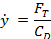 ẏ = F_T / C_D